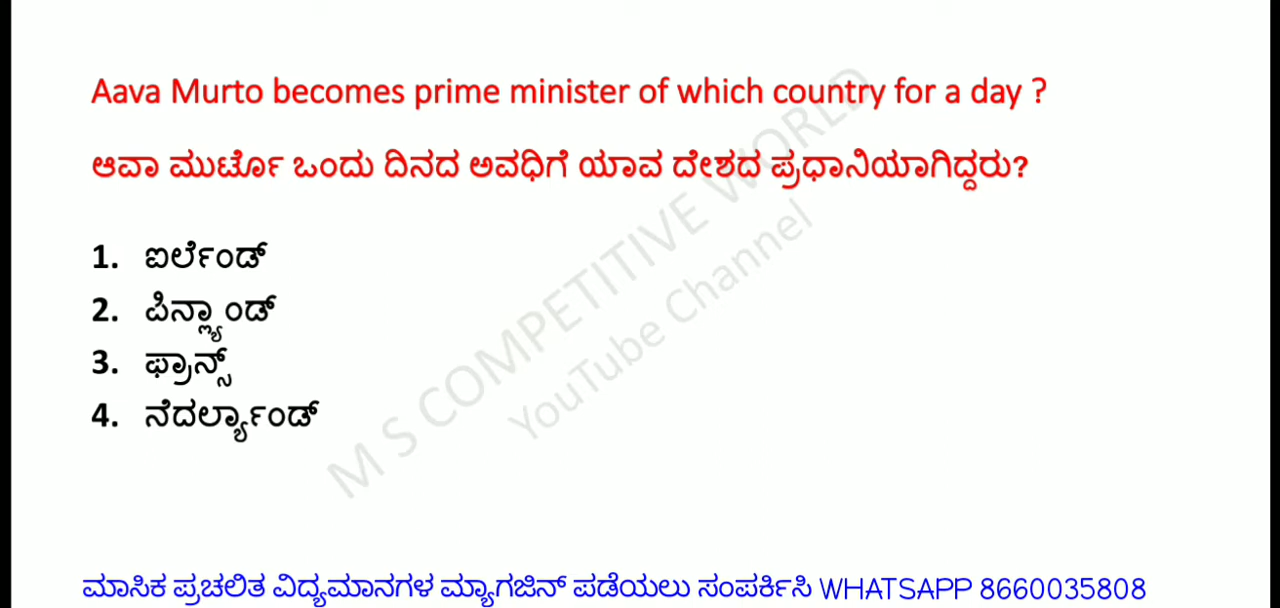 Aava Murto becomes prime minister of which country for a day ?
ಆವಾ ಮುರ್ಟೊ ಒಂದು ದಿನದ ಅವಧಿಗೆ ಯಾವ ದೇಶದ ಪ್ರಧಾನಿಯಾಗಿದ್ದರು?
1. ಐರ್ಲೆಂಡ್
2. ಪಿನ್ಲ್ಯಾಂಡ್
3. ಫ್ರಾನ್ಸ್
4. ನೆದರ್ಲ್ಯಾಂಡ್
M S COMPETITIVE WORLD
YouTube Channel
ಮಾಸಿಕ ಪ್ರಚಲಿತ ವಿದ್ಯಮಾನಗಳ ಮ್ಯಾಗಜಿನ್ ಪಡೆಯಲು ಸಂಪರ್ಕಿಸಿ WHATSAPP 8660035808